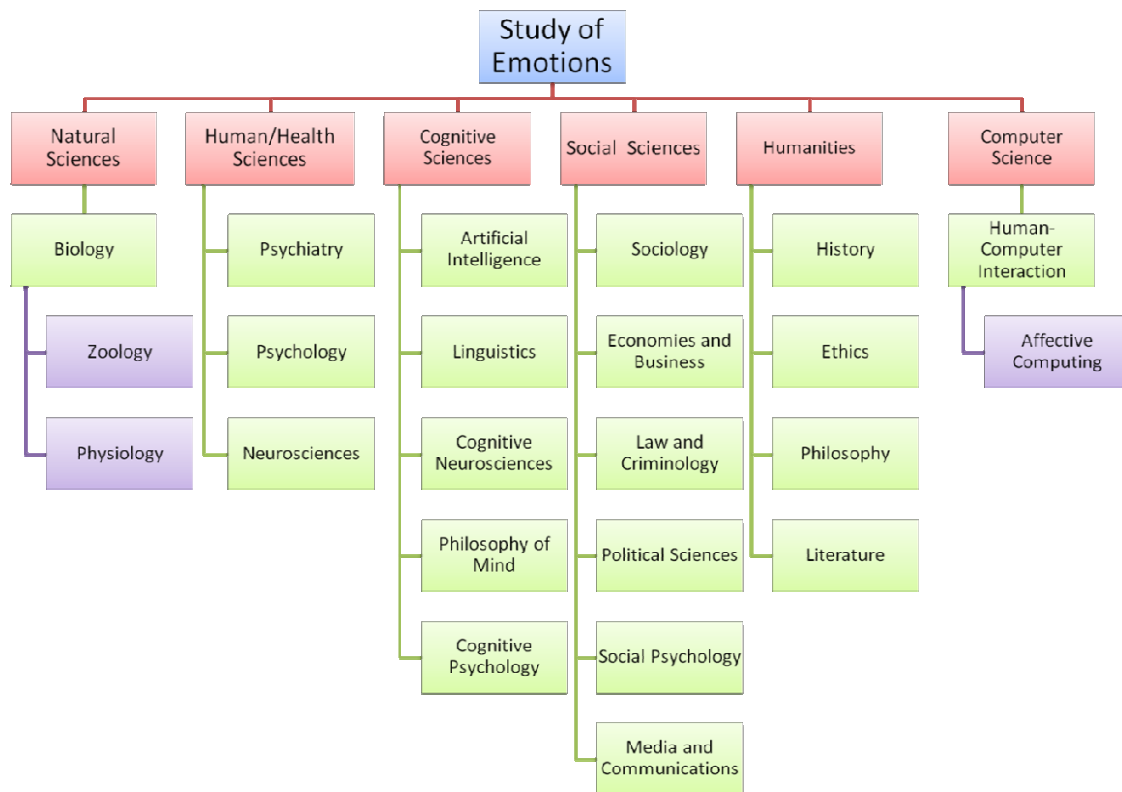 Study of
Emotions
Natural
Sciences
Human/Health
Sciences
Cognitive
Sciences
Social Sciences
Humanities
Computer
Science
Biology
Zoology
Physiology
Psychiatry
Psychology
Neurosciences
Artificial
Intelligence
Linguistics
Cognitive
Neurosciences
Philosophy of
Mind
Cognitive
Psychology
Sociology
Economies and
Business
Law and
Criminology
Political Sciences
Social Psychology
Media and
Communications
History
Ethics
Philosophy
Literature
Human-
Computer
Interaction
Affective
Computing